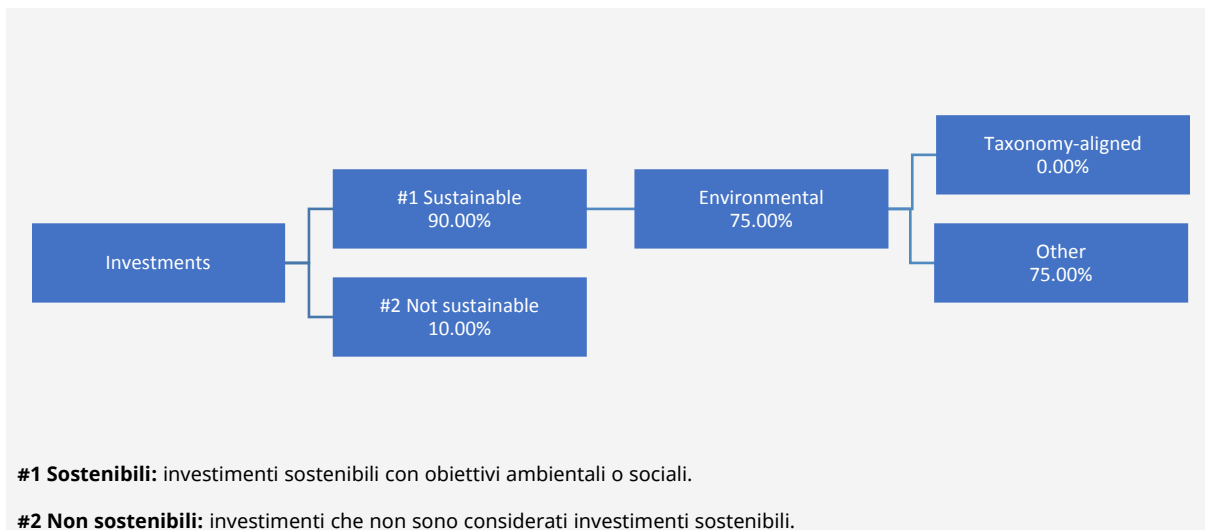 Taxonomy-aligned
0.00%
#1 Sustainable
90.00%
Environmental
75.00%
Investments
Other
75.00%
#2 Not sustainable
10.00%
#1 Sostenibili: investimenti sostenibili con obiettivi ambientali o sociali.
#2 Non sostenibili: investimenti che non sono considerati investimenti sostenibili.